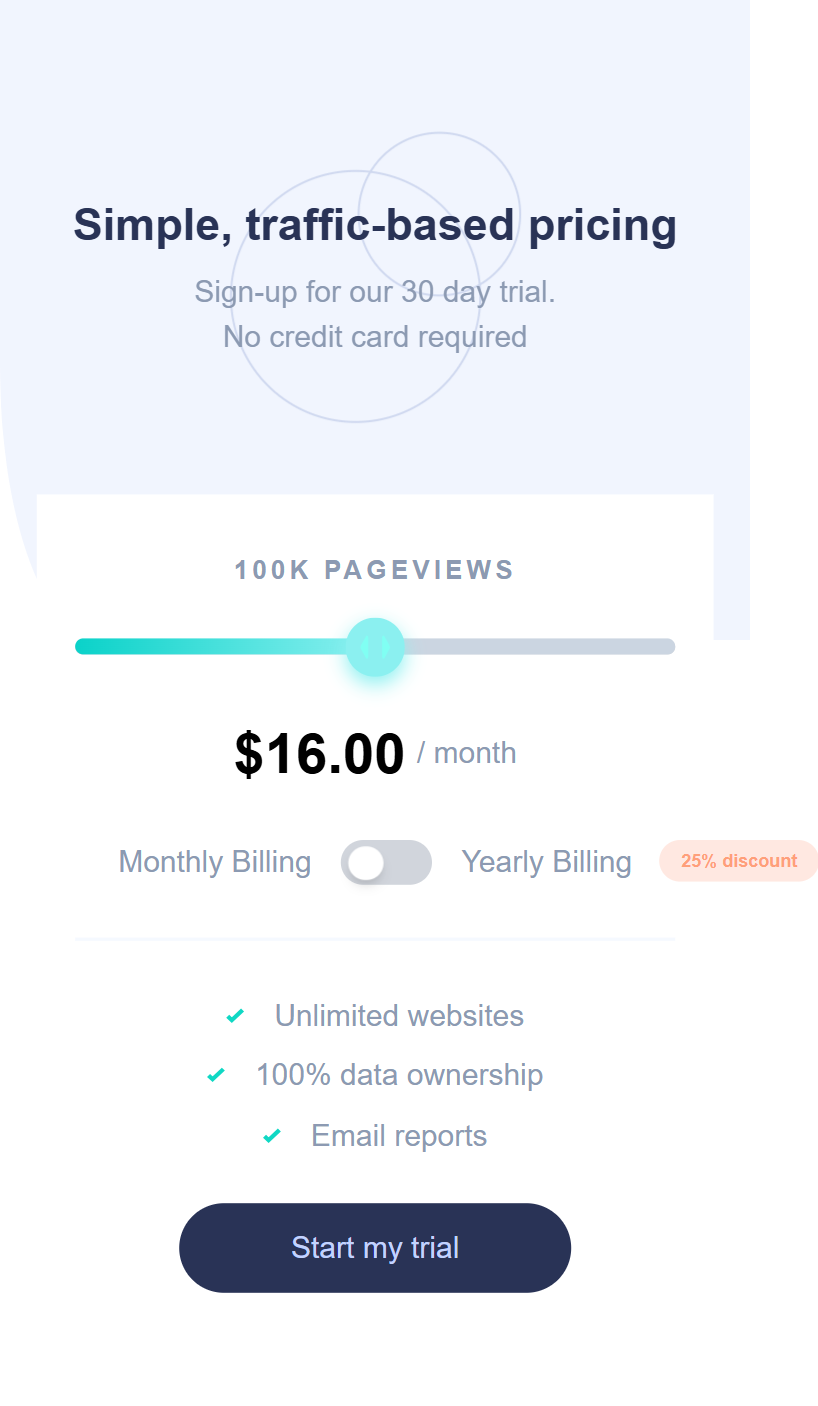 Simple, traffic-based pricing
Sign-up for our 30 day trial.
No credit card required
100K PAGEVIEWS
$16.00 / month
Monthly Billing Yearly Billing 25% discount
Unlimited websites
100% data ownership
Email reports
Start my trial